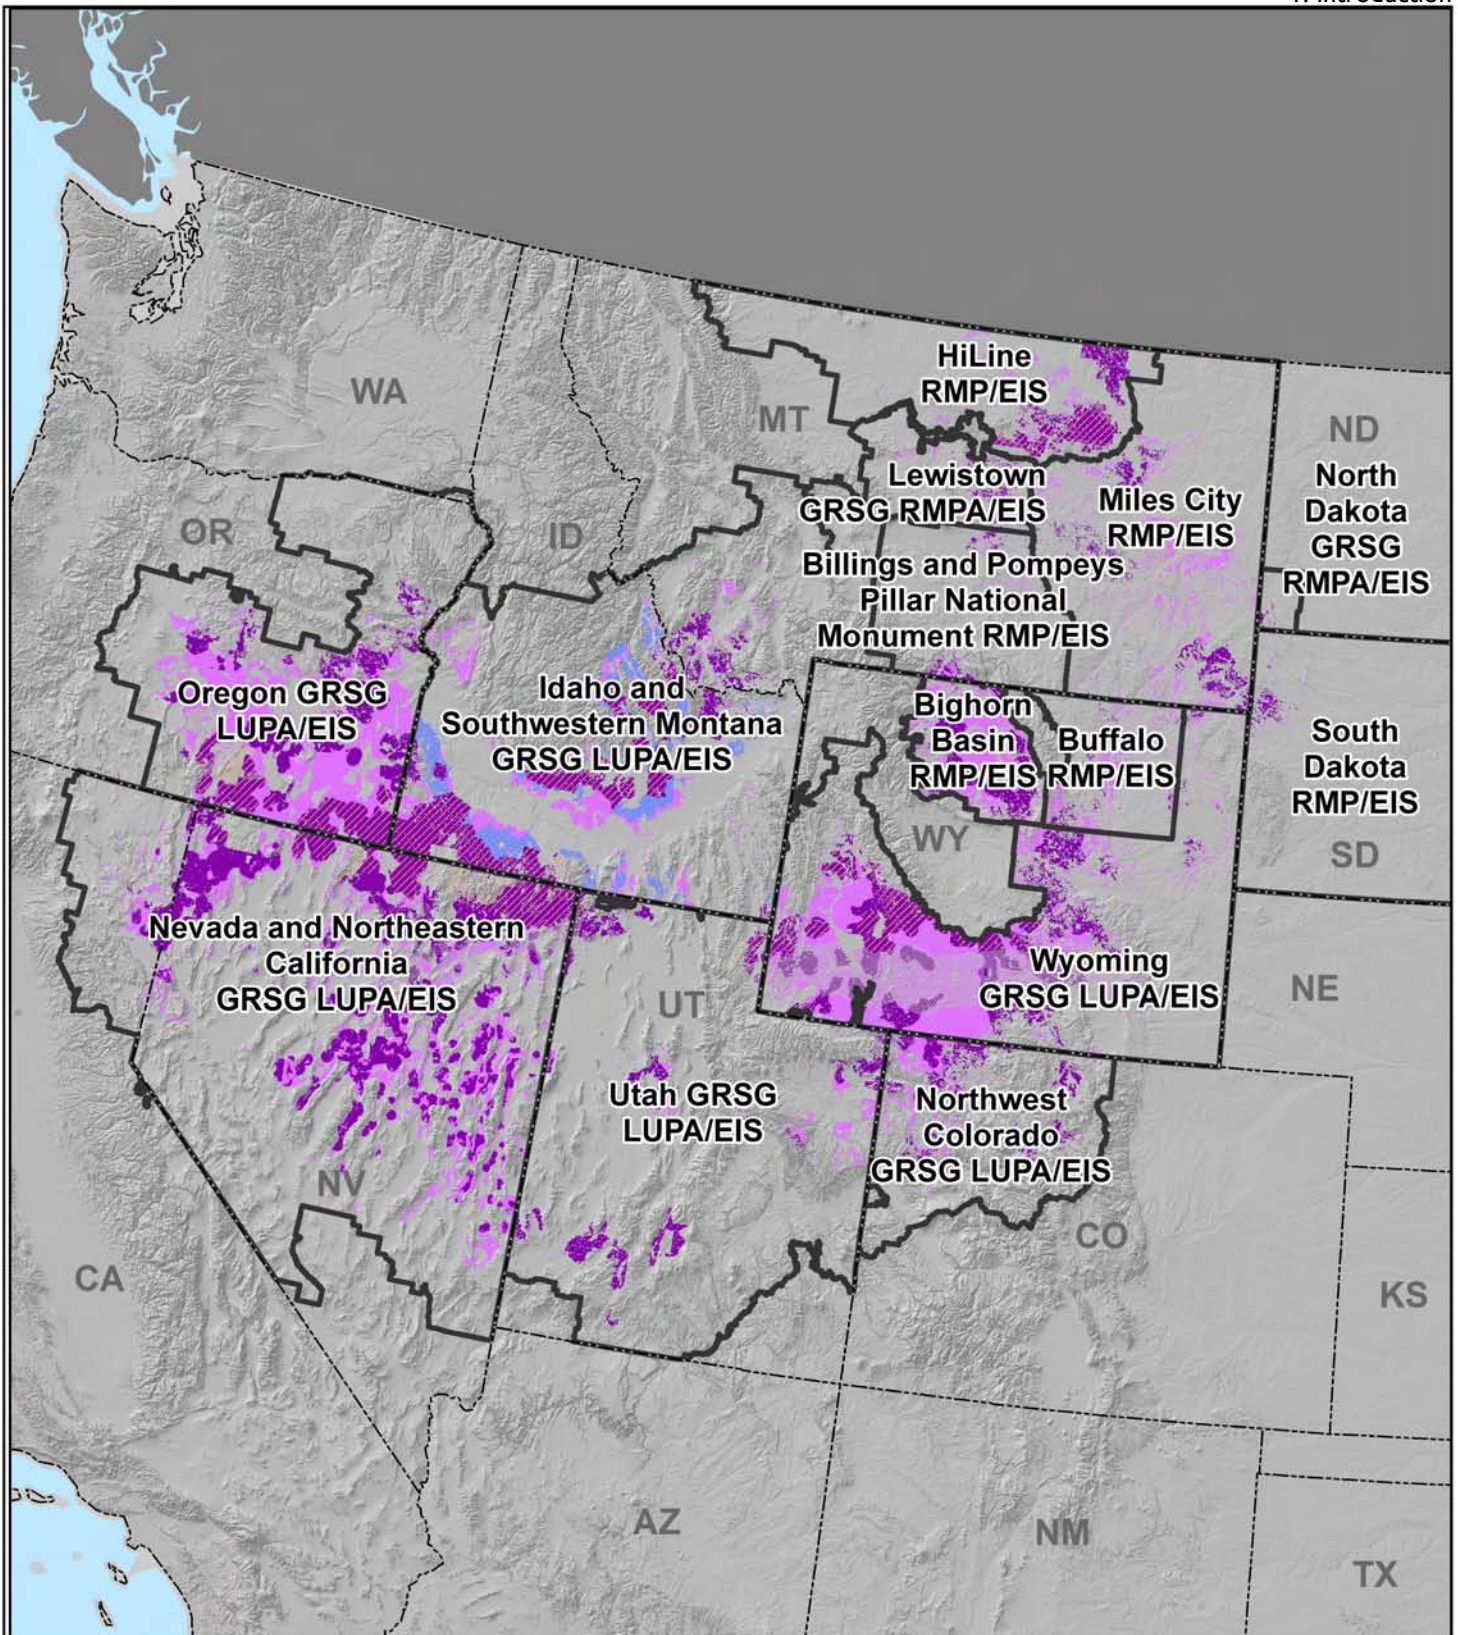 1. Introduction
HiLine
RMP/EIS
WA
MT
ND
Lewistown
GRSG RMPA/EIS
Miles City
RMP/EIS
North
Dakota
GRSG
RMPA/EIS
OR
ID
Billings and Pompeys
Pillar National
Monument RMP/EIS
Oregon GRSG
LUPA/EIS
Idaho and
Southwestern Montana
GRSG LUPA/EIS
Bighorn
Basin
RMP/EIS
Buffalo
RMP/EIS
South
Dakota
RMP/EIS
WY
SD
Nevada and Northeastern
California
GRSG LUPA/EIS
Wyoming
GRSG LUPA/EIS
UT
NE
Utah GRSG
LUPA/EIS
Northwest
Colorado
GRSG LUPA/EIS
NV
CO
CA
KS
AZ
NM
TX